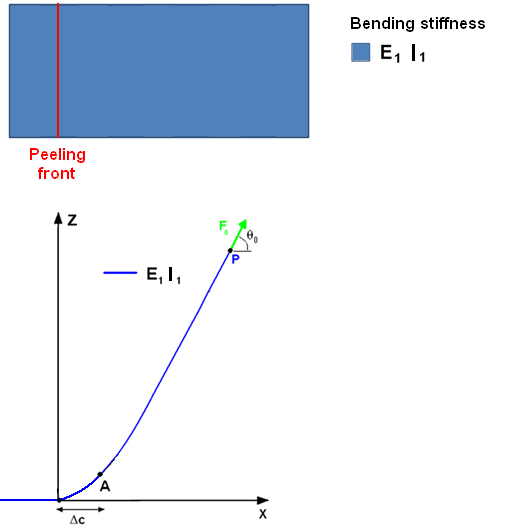 Bending stiffness
E₁ I₁
Peeling
front
Z
F₀ θ₀
P
E₁ I₁
A
Δc
X